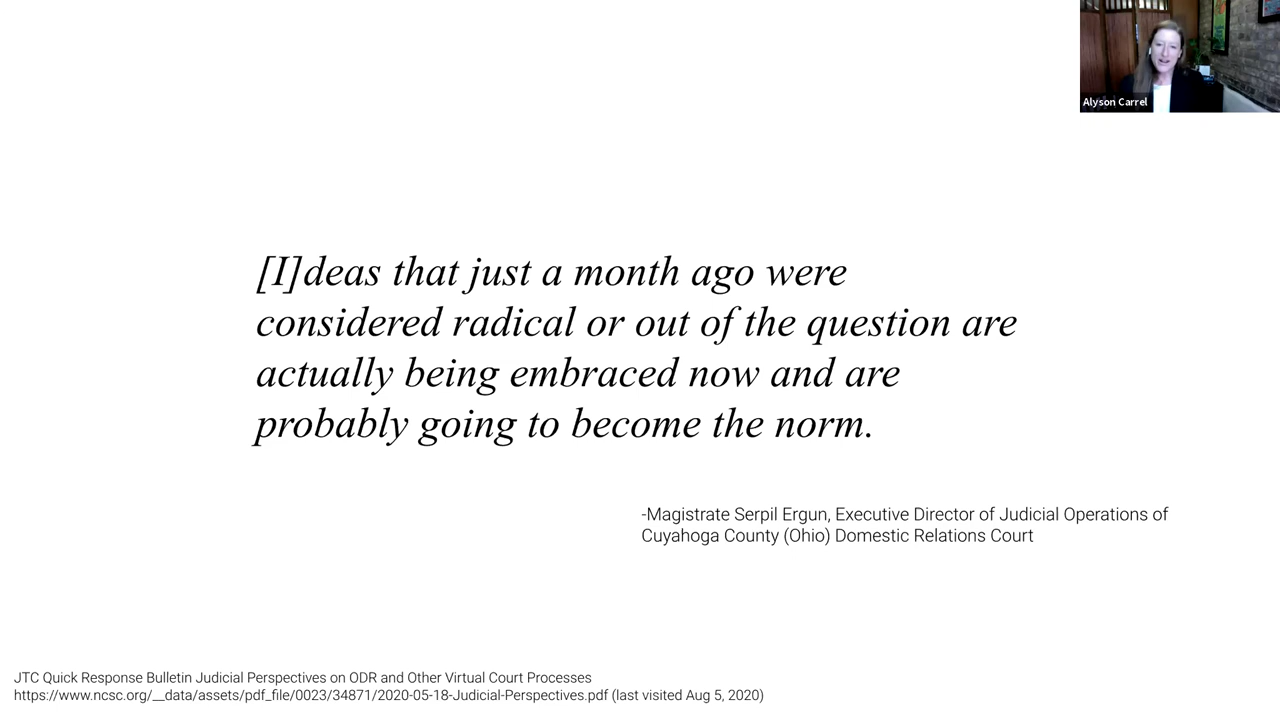 Alyson Carrel
[I]deas that just a month ago were
considered radical or out of the question are
actually being embraced now and are
probably going to become the norm.
-Magistrate Serpil Ergun, Executive Director of Judicial Operations of
Cuyahoga County (Ohio) Domestic Relations Court
JTC Quick Response Bulletin Judicial Perspectives on ODR and Other Virtual Court Processes
https://www.ncsc.org/__data/assets/pdf_file/0023/34871/2020-05-18-Judicial-Perspectives.pdf (last visited Aug 5, 2020)